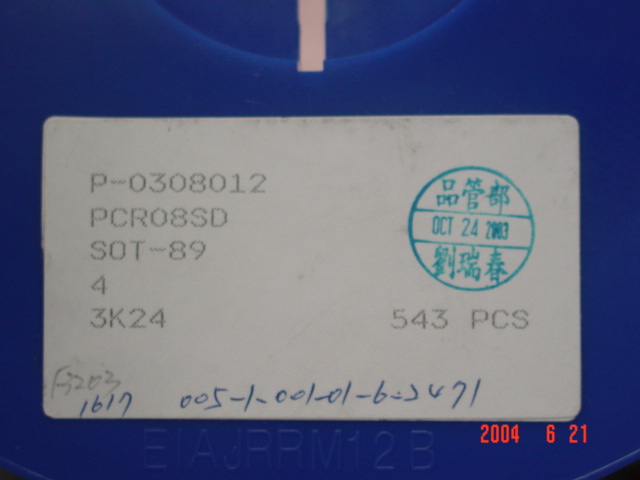 P-0308012
PCR08SD
SOT-89
4
3K24
543 PCS
品管部
OCT 24 2003
劉瑞春
F3203
1617
005-1-001-01-6-2471
EIAJRRM12B
2004 6 21